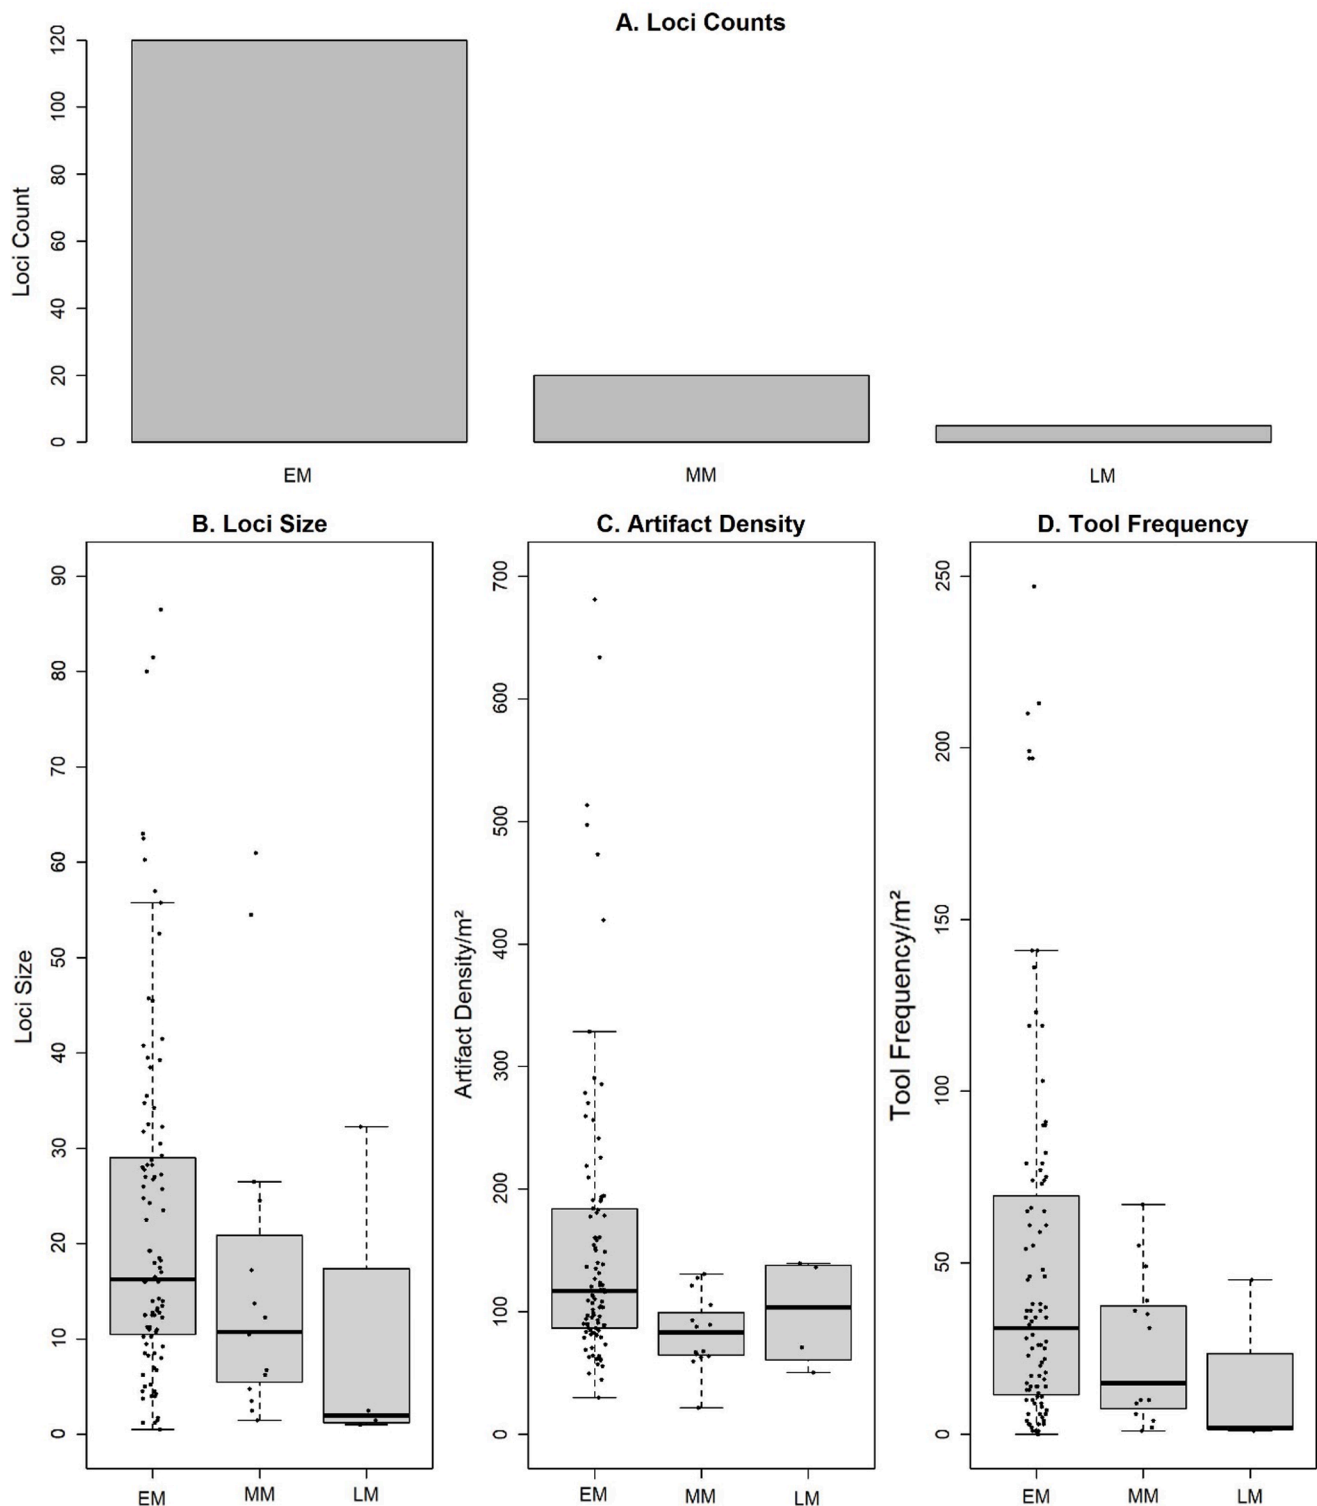 A. Loci Counts
120
100
80
60
40
20
0
Loci Count
EM MM LM
B. Loci Size
90
80
70
60
50
40
30
20
10
0
Loci Size
EM MM LM
C. Artifact Density
700
600
500
400
300
200
100
0
Artifact Density/m²
EM MM LM
D. Tool Frequency
250
200
150
100
50
0
Tool Frequency/m²
EM MM LM